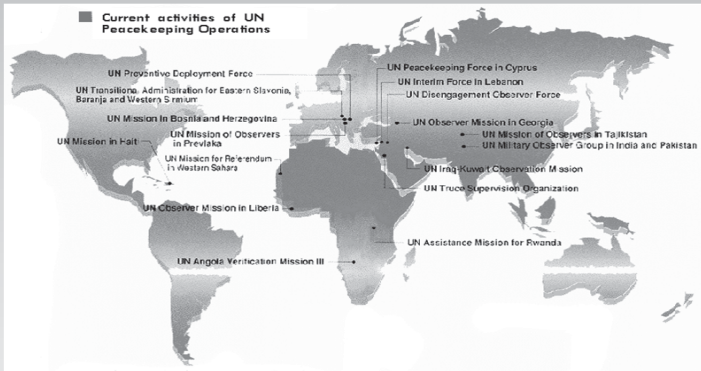 Current activities of UN
Peacekeeping Operations
UN Preventive Deployment Force
UN Transitional Administration for Eastern Slavonia,
Baranja and Western Sirmium
UN Mission in Bosnia and Herzegovina
UN Mission of Observers
in Prevlaka
UN Mission in Haiti
UN Mission for Referendum
in Western Sahara
UN Observer Mission in Liberia
UN Angola Verification Mission III
UN Peacekeeping Force in Cyprus
UN Interim Force in Lebanon
UN Disengagement Observer Force
UN Observer Mission in Georgia
UN Mission of Observers in Tajikistan
UN Military Observer Group in India and Pakistan
UN Iraq-Kuwait Observation Mission
UN Truce Supervision Organization
UN Assistance Mission for Rwanda